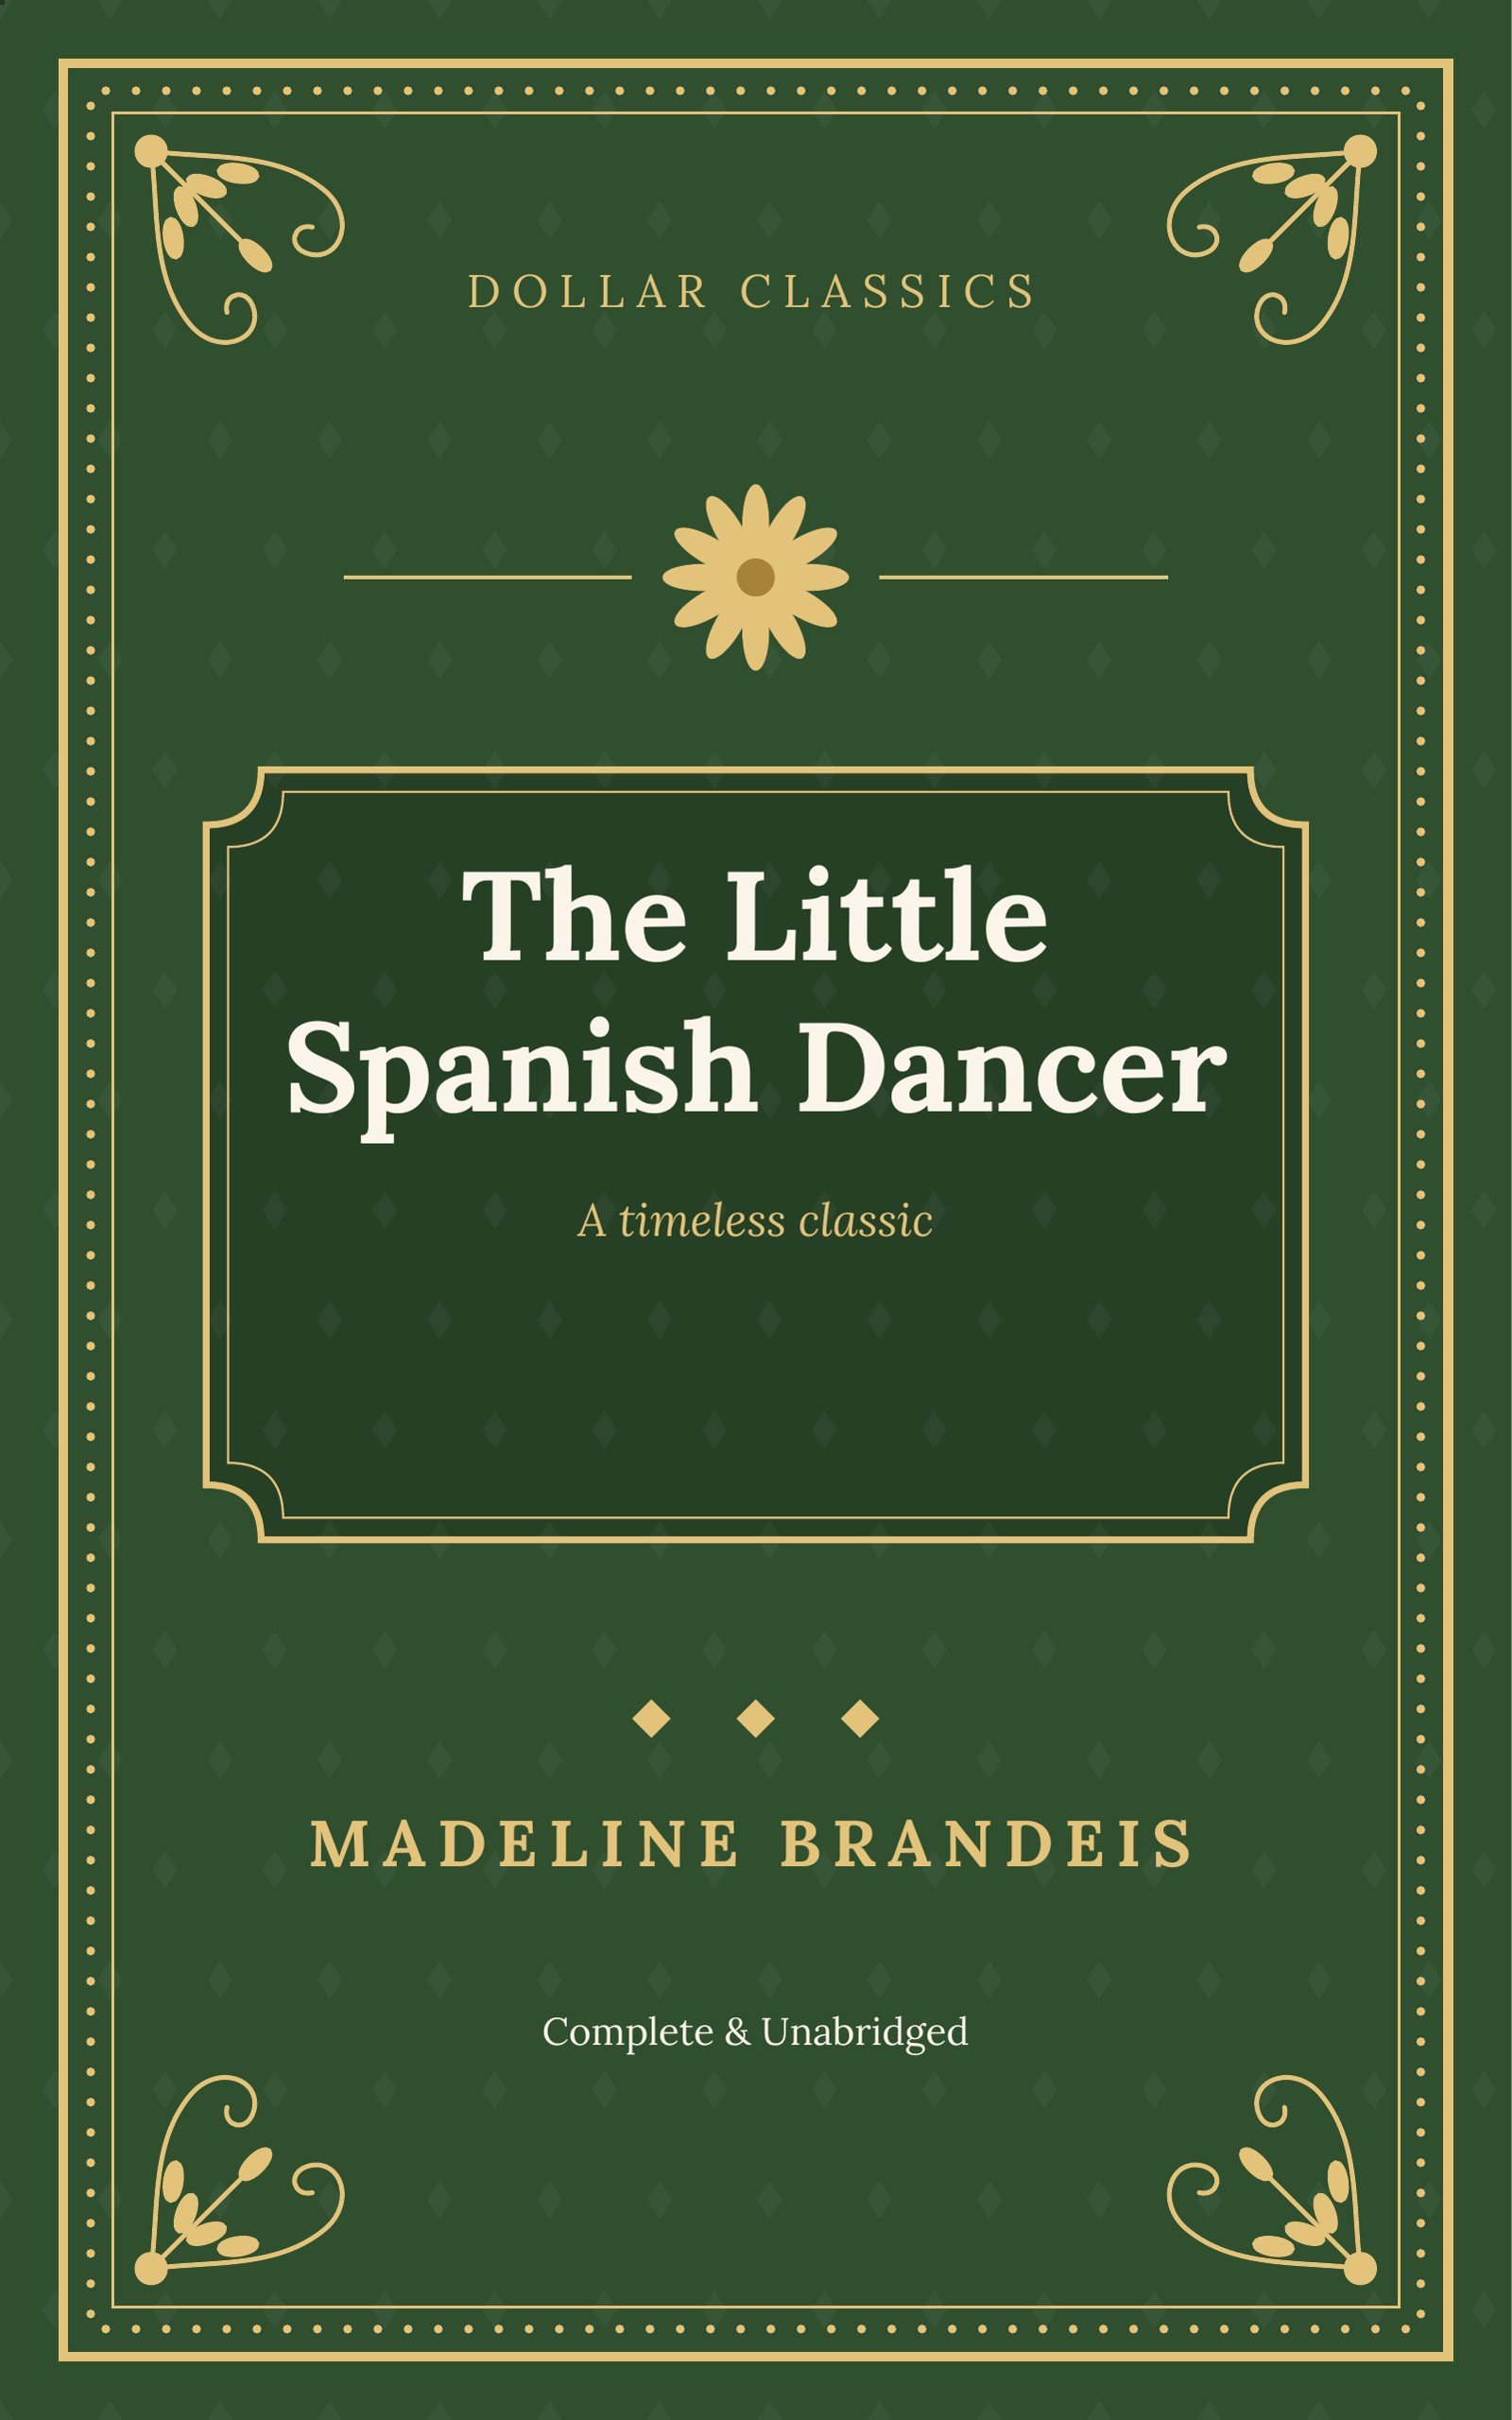 DOLLAR CLASSICS
The Little
Spanish Dancer
A timeless classic
MADELINE BRANDEIS
Complete & Unabridged